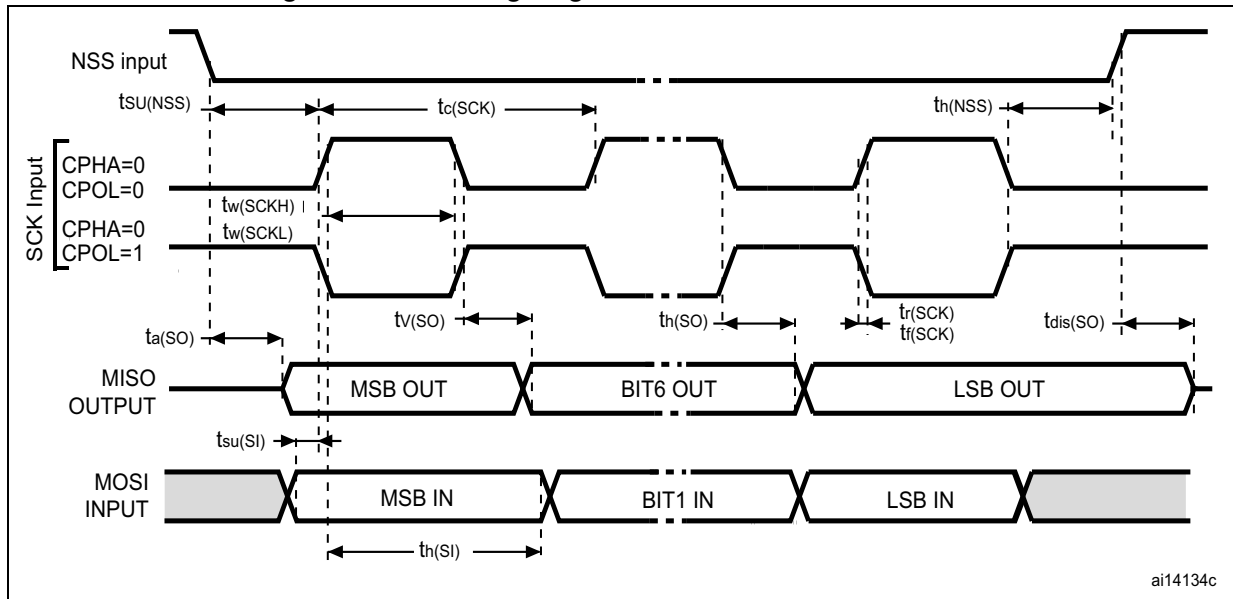 NSS input
tSU(NSS)
tc(SCK)
th(NSS)
SCK Input
CPHA=0
CPOL=0
tw(SCKH)
CPHA=0
CPOL=1
tw(SCKL)
ta(SO)
tV(SO)
th(SO)
tr(SCK)
tf(SCK)
tdis(SO)
MISO
OUTPUT
MSB OUT
BIT6 OUT
LSB OUT
tsu(SI)
MOSI
INPUT
MSB IN
BIT1 IN
LSB IN
th(SI)
ai14134c